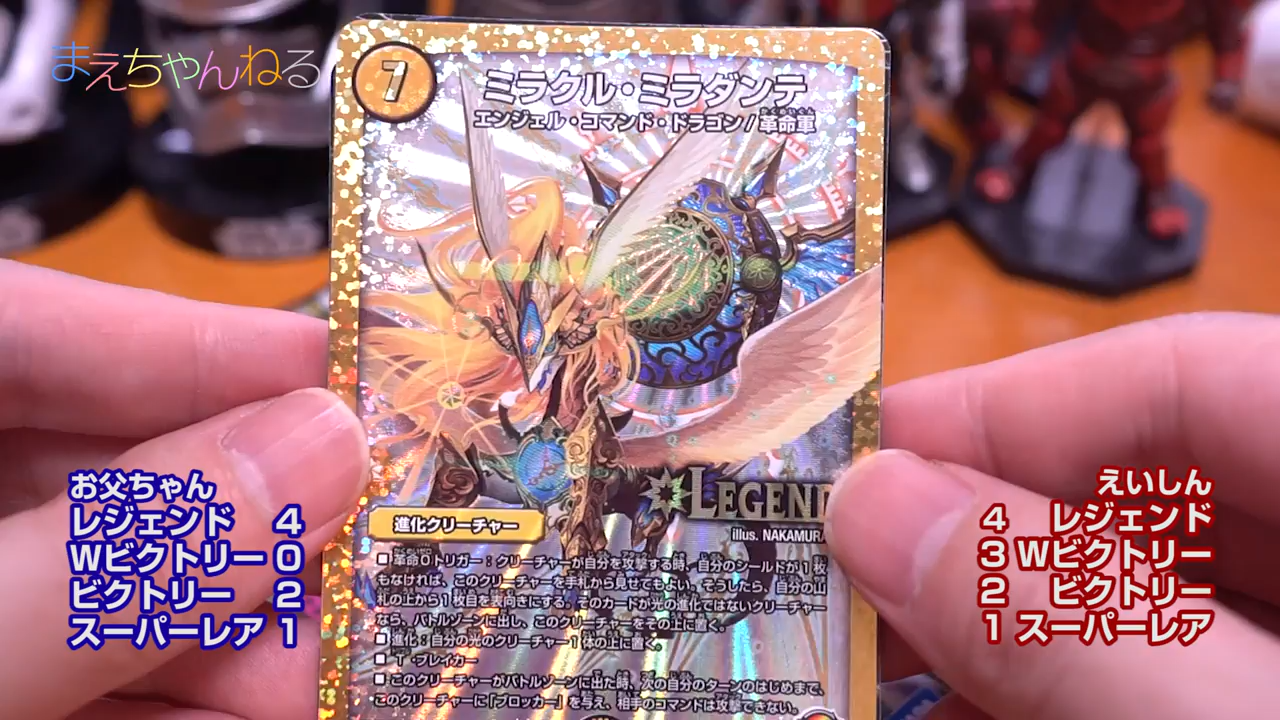 まえちゃんねる
7
ミラクル・ミラダンテ
エンジェル・コマンド・ドラゴン/革命軍
LEGEND
illus. NAKAMURA
進化クリーチャー
■ 革命0トリガー:クリーチャーが自分を攻撃する時、自分のシールドが1枚
もなければ、このクリーチャーを手札から見せてもよい。そうしたら、自分の山
札の上から1枚目を表向きにする。そのカードが光の進化ではないクリーチャー
なら、バトルゾーンに出し、このクリーチャーをその上に置く。
■ 進化:自分の光のクリーチャー1体の上に置く。
■ T・ブレイカー
■ このクリーチャーがバトルゾーンに出た時、次の自分のターンのはじめまで、
このクリーチャーに「ブロッカー」を与え、相手のコマンドは攻撃できない。
お父ちゃん
レジェンド 4
Wビクトリー 0
ビクトリー 2
スーパーレア 1
えいしん
4 レジェンド
3 Wビクトリー
2 ビクトリー
1 スーパーレア